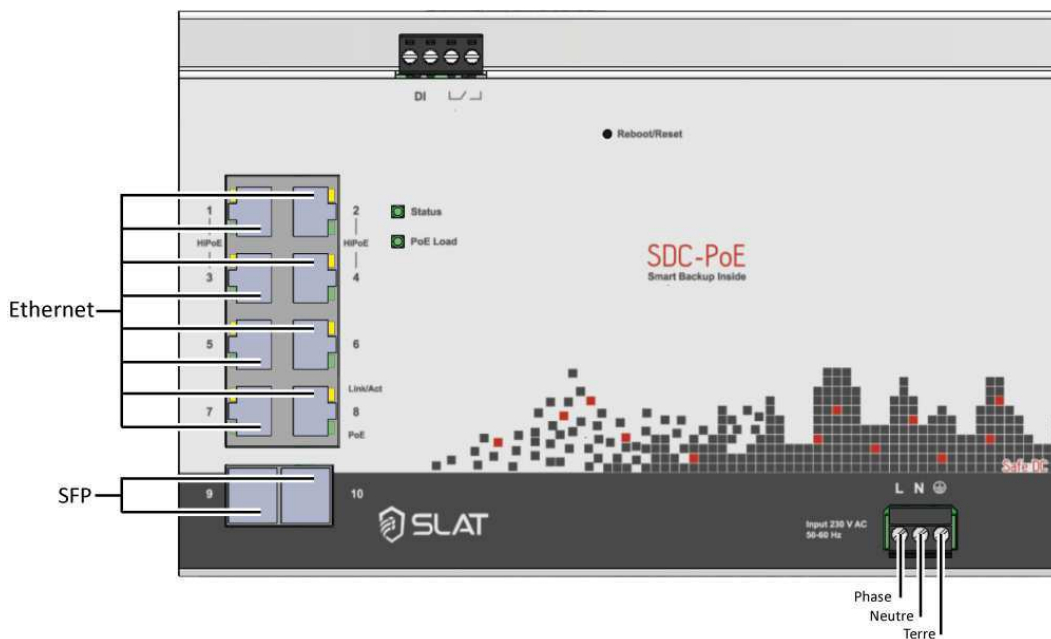 DI
Reboot/Reset
1
2
Status
HiPoE
HiPoE
PoE Load
3
4
SDC-PoE
Smart Backup Inside
Ethernet
5
6
Link/Act
7
8
PoE
Safe DC
SFP
9
10
L N
SLAT
Input 230 V AC
50-60 Hz
Phase
Neutre
Terre